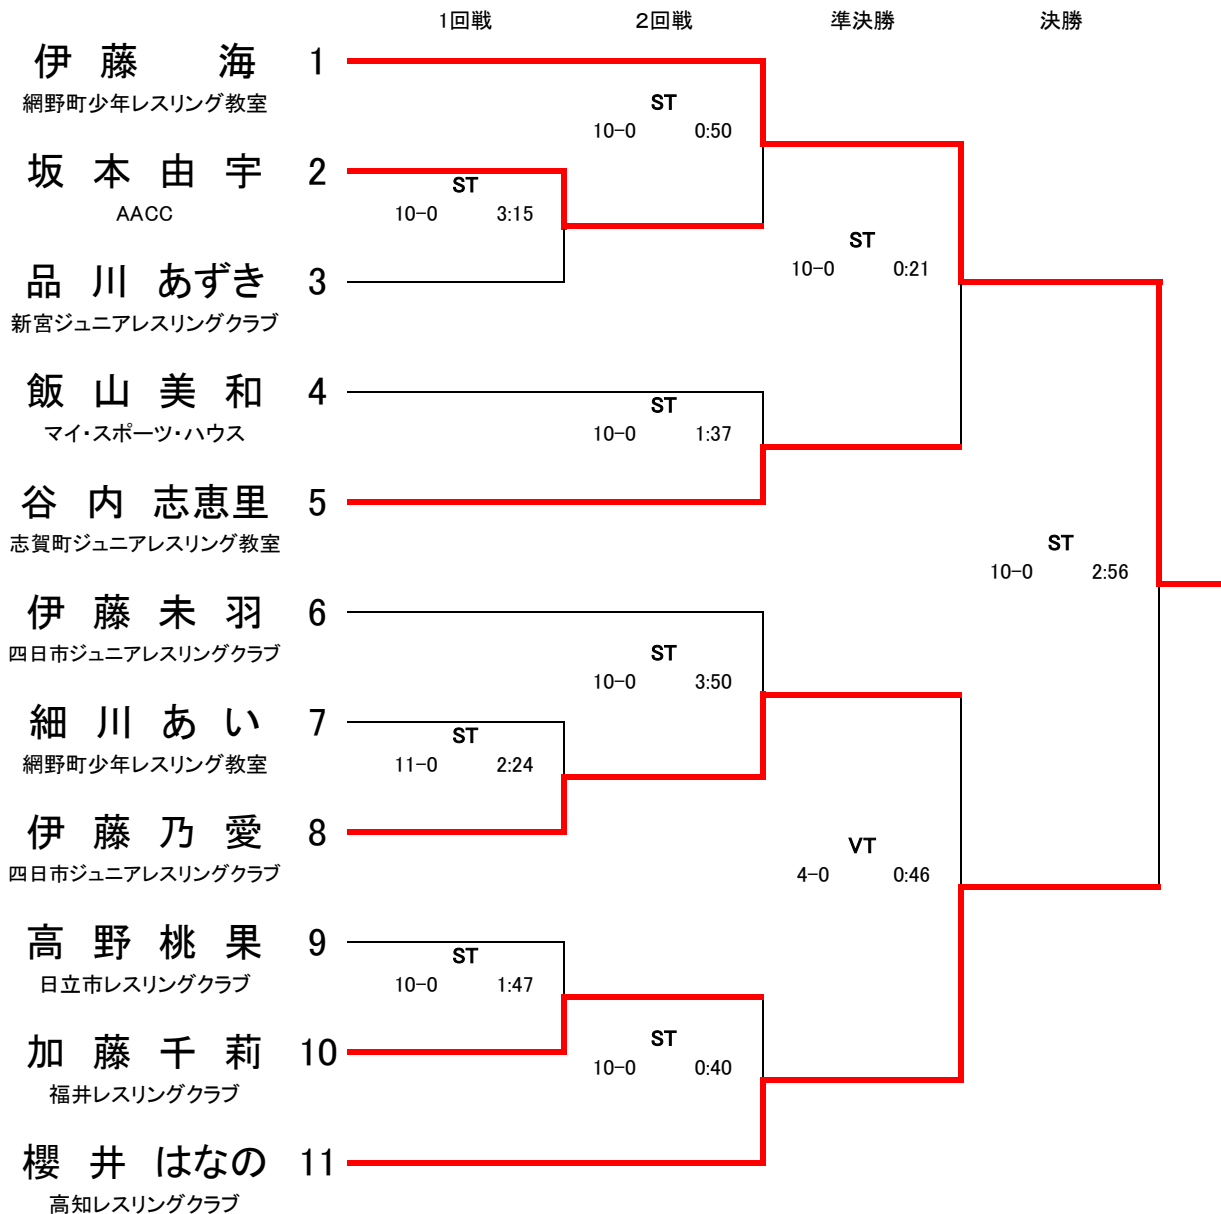 1回戦 2回戦 準決勝 決勝
伊藤 海 1
網野町少年レスリング教室
ST
10-0 0:50
坂本由宇 2
AACC
ST
10-0 3:15
ST
10-0 0:21
品川あずき 3
新宮ジュニアレスリングクラブ
飯山美和 4
マイ・スポーツ・ハウス
ST
10-0 1:37
谷内志恵里 5
志賀町ジュニアレスリング教室
ST
10-0 2:56
伊藤未羽 6
四日市ジュニアレスリングクラブ
ST
10-0 3:50
細川あい 7
網野町少年レスリング教室
ST
11-0 2:24
伊藤乃愛 8
四日市ジュニアレスリングクラブ
VT
4-0 0:46
高野桃果 9
日立市レスリングクラブ
ST
10-0 1:47
加藤千莉 10
福井レスリングクラブ
ST
10-0 0:40
櫻井はなの 11
高知レスリングクラブ